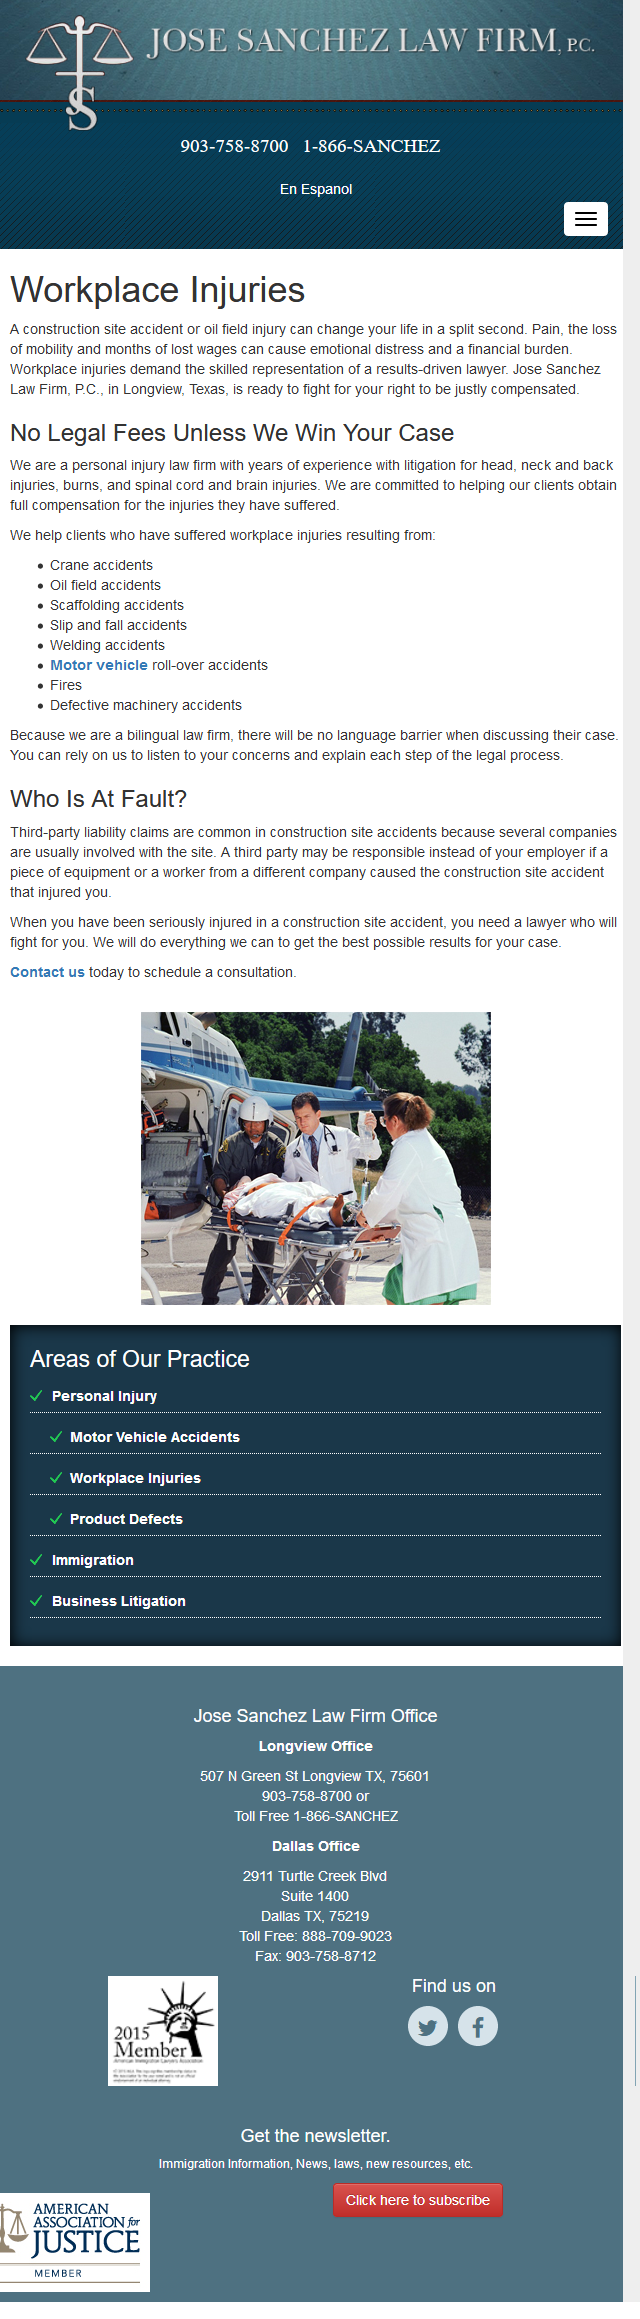 JOSE SANCHEZ LAW FIRM, P.C.
JS
903-758-8700 1-866-SANCHEZ
En Espanol
Workplace Injuries
A construction site accident or oil field injury can change your life in a split second. Pain, the loss
of mobility and months of lost wages can cause emotional distress and a financial burden.
Workplace injuries demand the skilled representation of a results-driven lawyer. Jose Sanchez
Law Firm, P.C., in Longview, Texas, is ready to fight for your right to be justly compensated.
No Legal Fees Unless We Win Your Case
We are a personal injury law firm with years of experience with litigation for head, neck and back
injuries, burns, and spinal cord and brain injuries. We are committed to helping our clients obtain
full compensation for the injuries they have suffered.
We help clients who have suffered workplace injuries resulting from:
Crane accidents
Oil field accidents
Scaffolding accidents
Slip and fall accidents
Welding accidents
Motor vehicle roll-over accidents
Fires
Defective machinery accidents
Because we are a bilingual law firm, there will be no language barrier when discussing their case.
You can rely on us to listen to your concerns and explain each step of the legal process.
Who Is At Fault?
Third-party liability claims are common in construction site accidents because several companies
are usually involved with the site. A third party may be responsible instead of your employer if a
piece of equipment or a worker from a different company caused the construction site accident
that injured you.
When you have been seriously injured in a construction site accident, you need a lawyer who will
fight for you. We will do everything we can to get the best possible results for your case.
Contact us today to schedule a consultation.
Areas of Our Practice
Personal Injury
Motor Vehicle Accidents
Workplace Injuries
Product Defects
Immigration
Business Litigation
Jose Sanchez Law Firm Office
Longview Office
507 N Green St Longview TX, 75601
903-758-8700 or
Toll Free 1-866-SANCHEZ
Dallas Office
2911 Turtle Creek Blvd
Suite 1400
Dallas TX, 75219
Toll Free: 888-709-9023
Fax: 903-758-8712
2015
Member
American Immigration Lawyers Association
Find us on
Get the newsletter.
Immigration Information, News, laws, new resources, etc.
Click here to subscribe
AMERICAN
ASSOCIATION for
JUSTICE
MEMBER